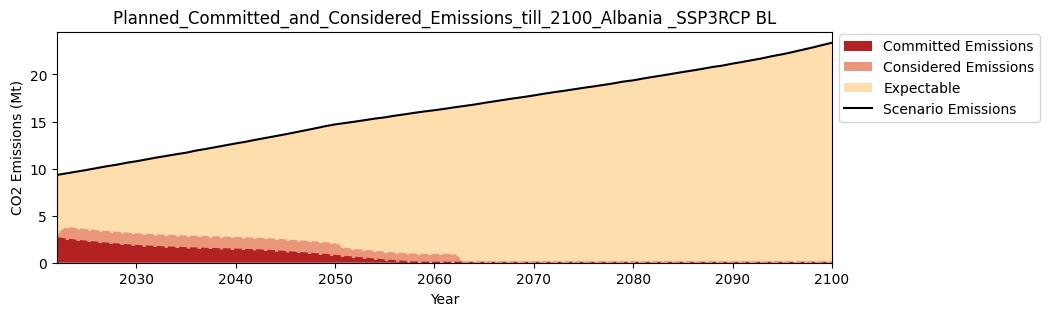 Planned_Committed_and_Considered_Emissions_till_2100_Albania _SSP3RCP BL
CO2 Emissions (Mt)
20
15
10
5
0
2030 2040 2050 2060 2070 2080 2090 2100
Year
Committed Emissions
Considered Emissions
Expectable
Scenario Emissions